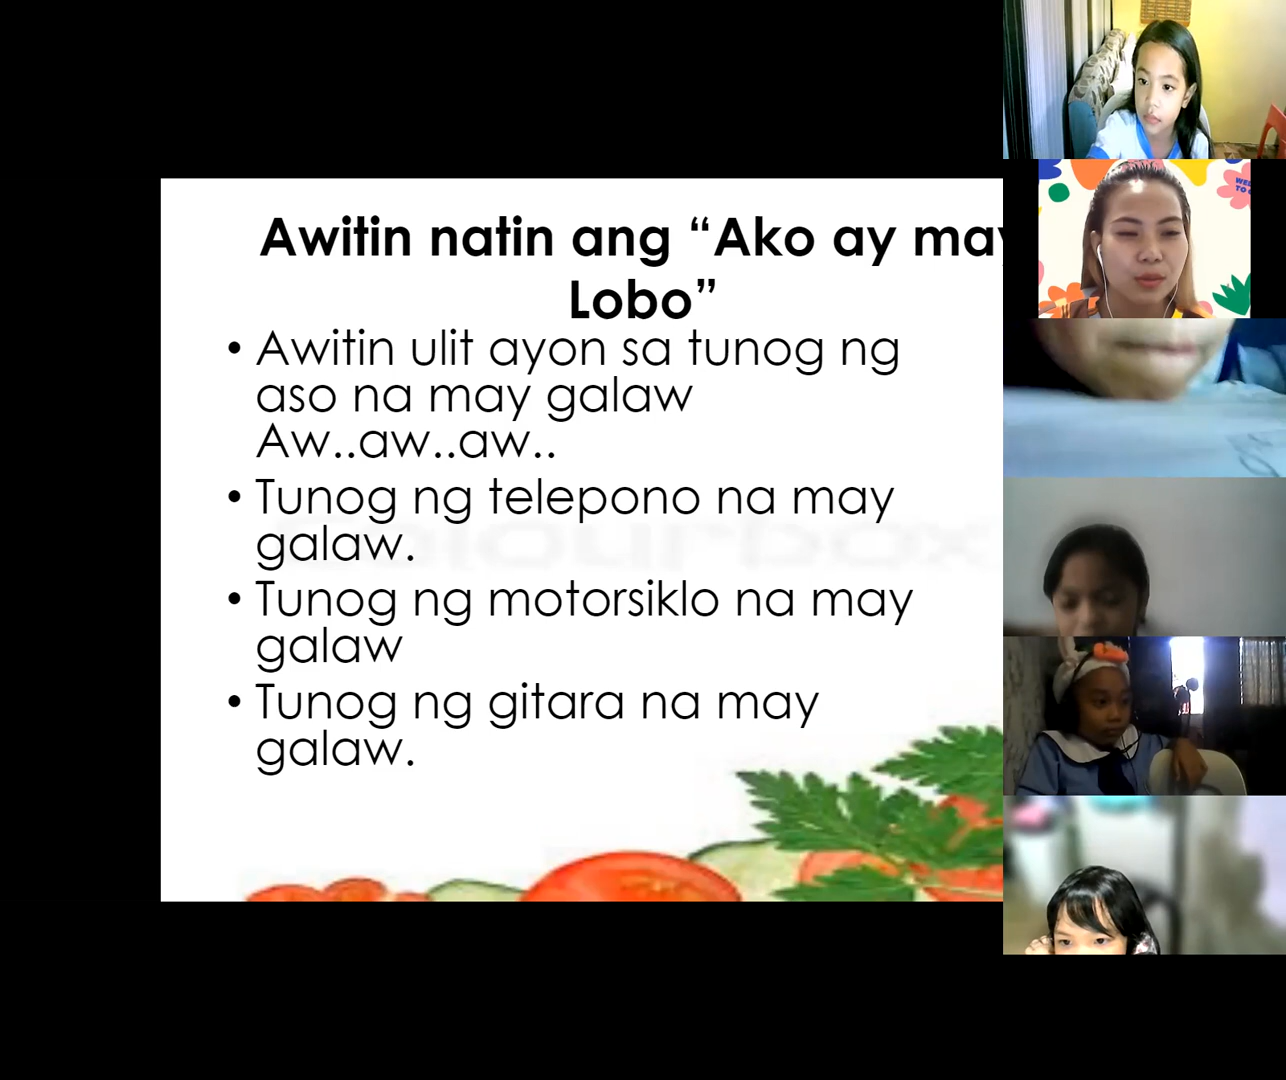 Awitin natin ang “Ako ay may
Lobo”
• Awitin ulit ayon sa tunog ng
aso na may galaw
Aw..aw..aw..
• Tunog ng telepono na may
galaw.
• Tunog ng motorsiklo na may
galaw
• Tunog ng gitara na may
galaw.